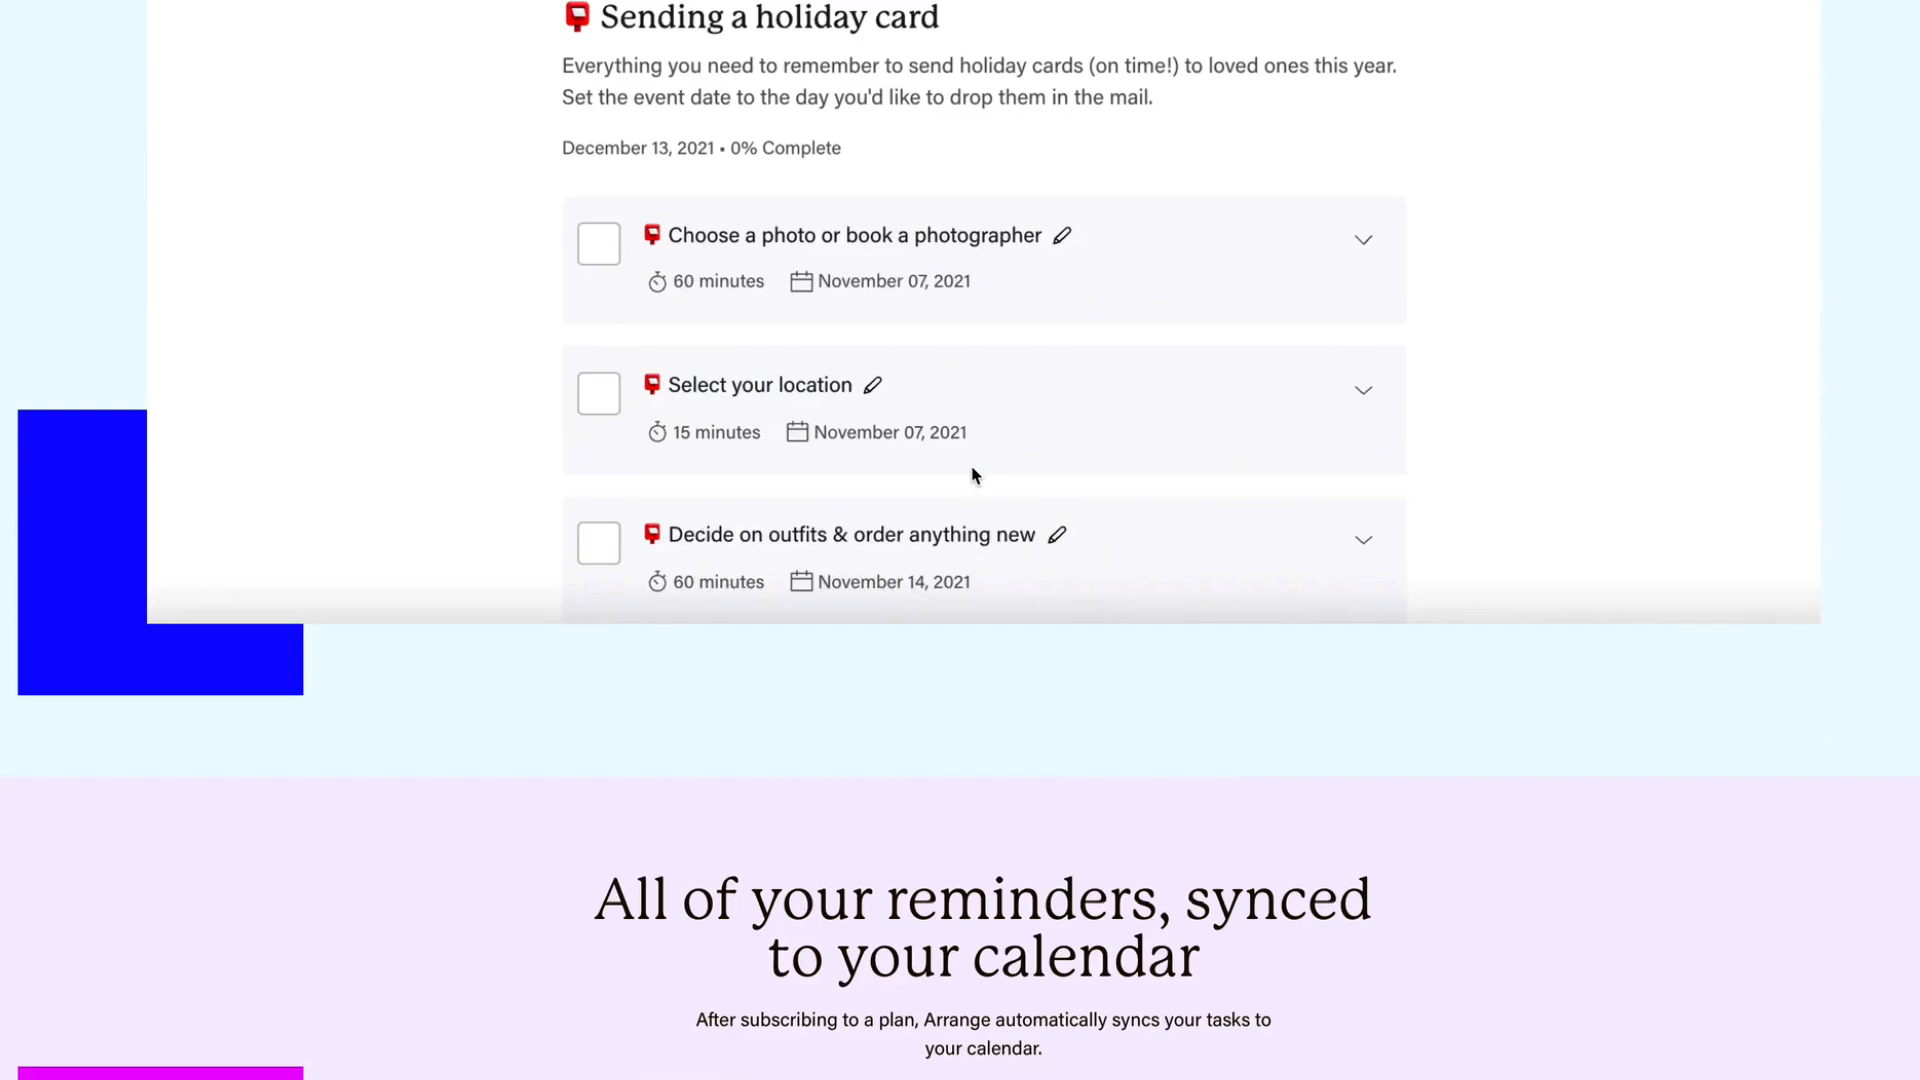 Sending a holiday card
Everything you need to remember to send holiday cards (on time!) to loved ones this year.
Set the event date to the day you'd like to drop them in the mail.
December 13, 2021 • 0% Complete
Choose a photo or book a photographer
60 minutes November 07, 2021
Select your location
15 minutes November 07, 2021
Decide on outfits & order anything new
60 minutes November 14, 2021
All of your reminders, synced
to your calendar
After subscribing to a plan, Arrange automatically syncs your tasks to
your calendar.